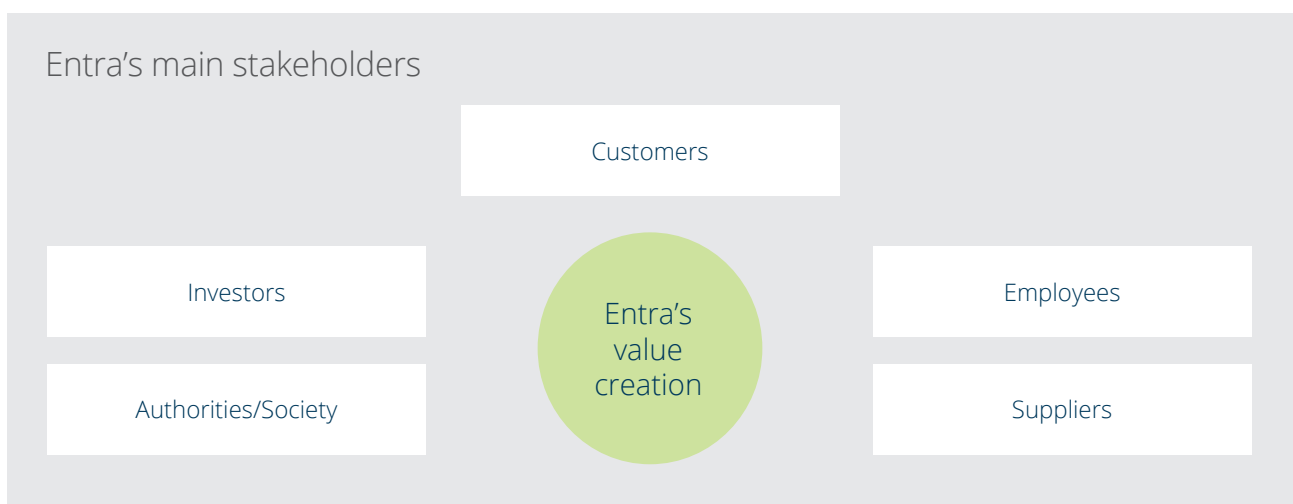 Entra’s main stakeholders
Customers
Investors
Employees
Entra’s
value
creation
Authorities/Society
Suppliers